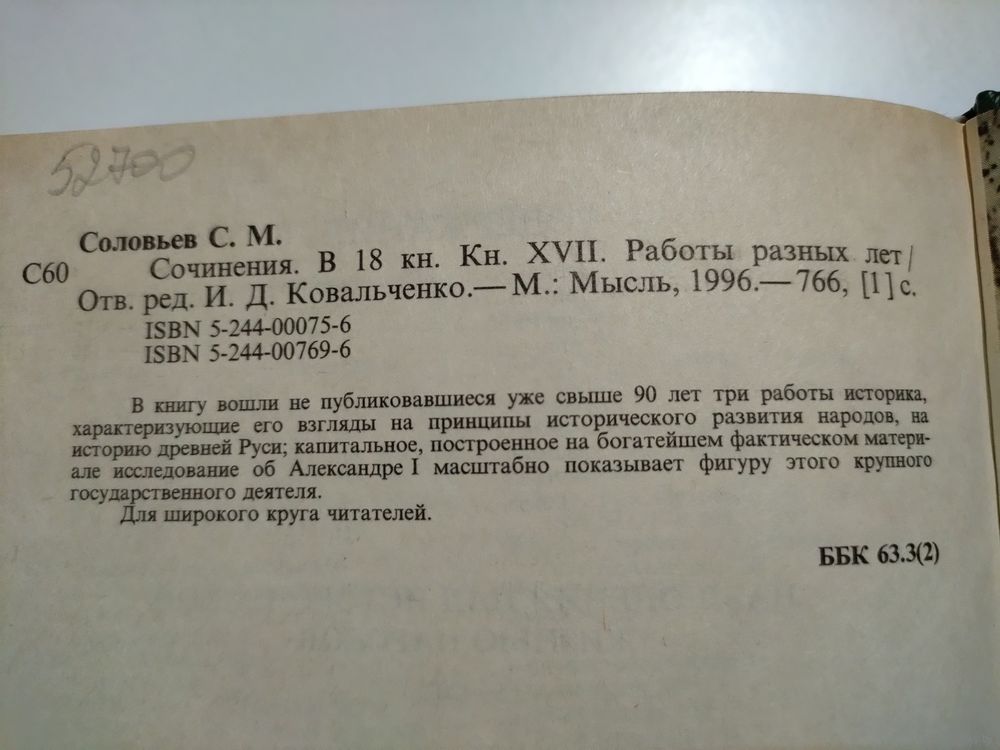 52700
Соловьев С. М.
С60 Сочинения. В 18 кн. Кн. XVII. Работы разных лет/
Отв. ред. И. Д. Ковальченко.— М.: Мысль, 1996.— 766, [1] с.
ISBN 5-244-00075-6
ISBN 5-244-00769-6
В книгу вошли не публиковавшиеся уже свыше 90 лет три работы историка,
характеризующие его взгляды на принципы исторического развития народов, на
историю древней Руси; капитальное, построенное на богатейшем фактическом матери-
але исследование об Александре I масштабно показывает фигуру этого крупного
государственного деятеля.
Для широкого круга читателей.
ББК 63.3(2)